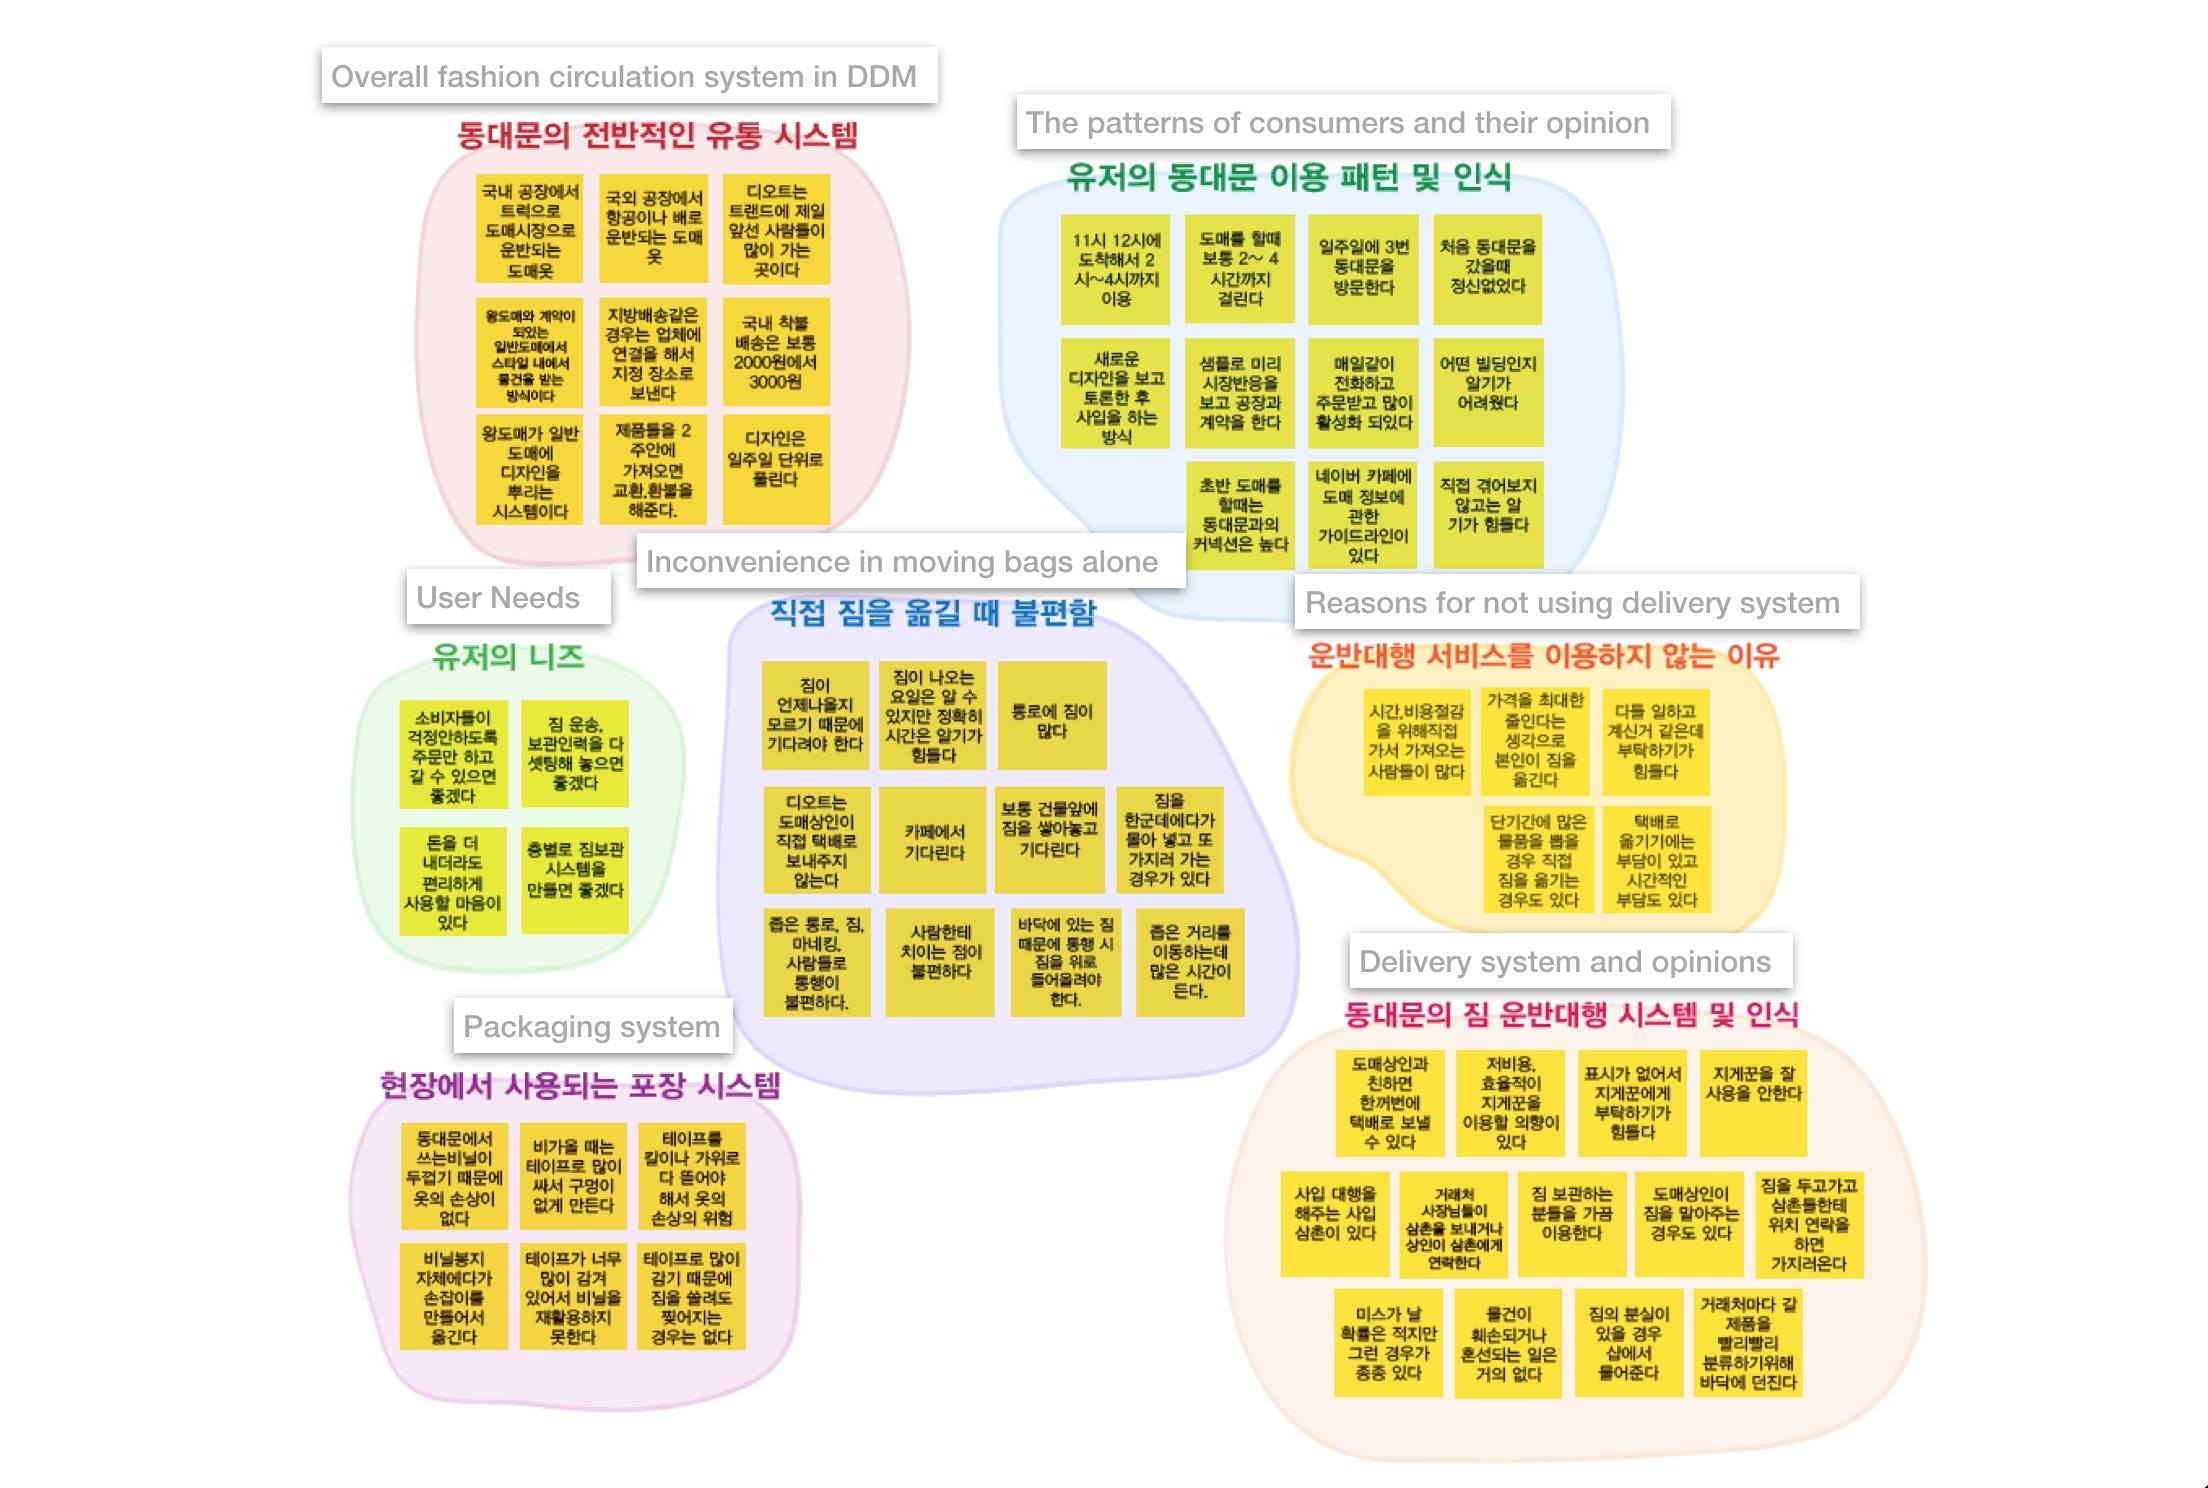 Overall fashion circulation system in DDM
동대문의 전반적인 유통 시스템
국내 공장에서
트럭으로
도매시장으로
운반되는
도매옷
국외 공장에서
항공이나 배로
운반되는 도매
옷
디오트는
트랜드에 제일
앞선 사람들이
많이 가는
곳이다
왕도매와 계약이
되있는
일반도매에서
스타일 내에서
물건을 받는
방식이다
지방배송같은
경우는 업체에
연결을 해서
지정 장소로
보낸다
국내 착불
배송은 보통
2000원에서
3000원
왕도매가 일반
도매에
디자인을
뿌리는
시스템이다
제품들을 2
주안에
가져오면
교환,환불을
해준다.
디자인은
일주일 단위로
풀린다
The patterns of consumers and their opinion
유저의 동대문 이용 패턴 및 인식
11시 12시에
도착해서 2
시~4시까지
이용
도매를 할때
보통 2~ 4
시간까지
걸린다
일주일에 3번
동대문을
방문한다
처음 동대문을
갔을때
정신없었다
새로운
디자인을 보고
토론한 후
사입을 하는
방식
샘플로 미리
시장반응을
보고 공장과
계약을 한다
매일같이
전화하고
주문받고 많이
활성화 되있다
어떤 빌딩인지
알기가
어려웠다
초반 도매를
할때는
동대문과의
커넥션은 높다
네이버 카페에
도매 정보에
관한
가이드라인이
있다
직접 겪어보지
않고는 알
기가 힘들다
User Needs
유저의 니즈
소비자들이
걱정안하도록
주문만 하고
갈 수 있으면
좋겠다
짐 운송,
보관인력을 다
셋팅해 놓으면
좋겠다
돈을 더
내더라도
편리하게
사용할 마음이
있다
층별로 짐보관
시스템을
만들면 좋겠다
Inconvenience in moving bags alone
직접 짐을 옮길 때 불편함
짐이
언제나올지
모르기 때문에
기다려야 한다
짐이 나오는
요일은 알 수
있지만 정확히
시간은 알기가
힘들다
통로에 짐이
많다
디오트는
도매상인이
직접 택배로
보내주지
않는다
카페에서
기다린다
보통 건물앞에
짐을 쌓아놓고
기다린다
짐을
한군데에다가
몰아 넣고 또
가지러 가는
경우가 있다
좁은 통로, 짐,
마네킹,
사람들로
통행이
불편하다.
사람한테
치이는 점이
불편하다
바닥에 있는 짐
때문에 통행 시
짐을 위로
들어올려야
한다.
좁은 거리를
이동하는데
많은 시간이
든다.
Reasons for not using delivery system
운반대행 서비스를 이용하지 않는 이유
시간,비용절감
을 위해직접
가서 가져오는
사람들이 많다
가격을 최대한
줄인다는
생각으로
본인이 짐을
옮긴다
다들 일하고
계신거 같은데
부탁하기가
힘들다
단기간에 많은
물품을 뽑을
경우 직접
짐을 옮기는
경우도 있다
택배로
옮기기에는
부담이 있고
시간적인
부담도 있다
Packaging system
현장에서 사용되는 포장 시스템
동대문에서
쓰는비닐이
두껍기 때문에
옷의 손상이
없다
비가올 때는
테이프로 많이
싸서 구멍이
없게 만든다
테이프를
칼이나 가위로
다 뜯어야
해서 옷의
손상의 위험
비닐봉지
자체에다가
손잡이를
만들어서
옮긴다
테이프가 너무
많이 감겨
있어서 비닐을
재활용하지
못한다
테이프로 많이
감기 때문에
짐을 쓸려도
찢어지는
경우는 없다
Delivery system and opinions
동대문의 짐 운반대행 시스템 및 인식
도매상인과
친하면
한꺼번에
택배로 보낼
수 있다
저비용,
효율적이
지게꾼을
이용할 의향이
있다
표시가 없어서
지게꾼에게
부탁하기가
힘들다
지게꾼을 잘
사용을 안한다
사입 대행을
해주는 사입
삼촌이 있다
거래처
사장님들이
삼촌을 보내거나
상인이 삼촌에게
연락한다
짐 보관하는
분들을 가끔
이용한다
도매상인이
짐을 맡아주는
경우도 있다
짐을 두고가고
삼촌들한테
위치 연락을
하면
가지러온다
미스가 날
확률은 적지만
그런 경우가
종종 있다
물건이
훼손되거나
혼선되는 일은
거의 없다
짐의 분실이
있을 경우
샵에서
물어준다
거래처마다 갈
제품을
빨리빨리
분류하기위해
바닥에 던진다